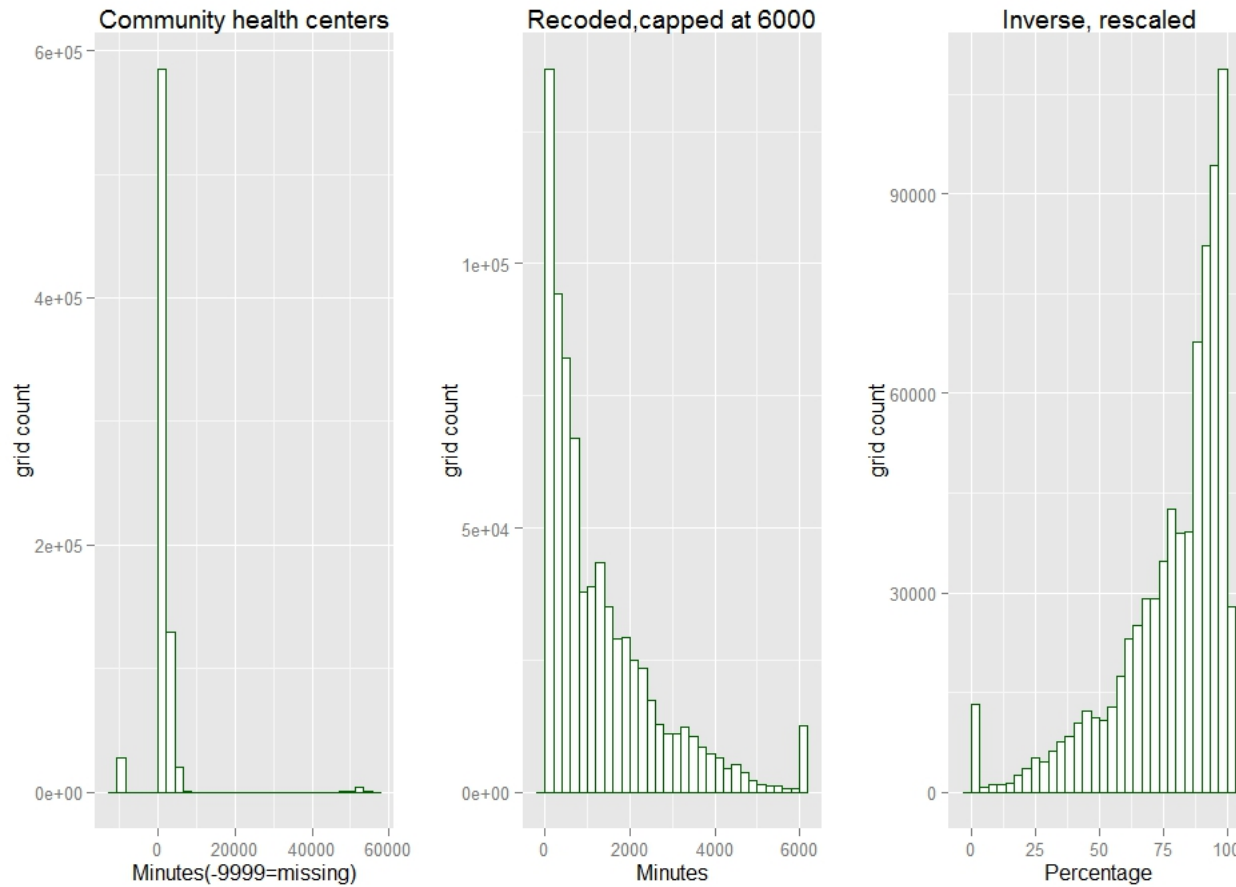 Community health centers
6e+05
4e+05
2e+05
0e+00
grid count
0
20000
40000
60000
Minutes(-9999=missing)
Recoded,capped at 6000
1e+05
5e+04
0e+00
grid count
0
2000
4000
6000
Minutes
Inverse, rescaled
90000
60000
30000
0
grid count
0
25
50
75
100
Percentage